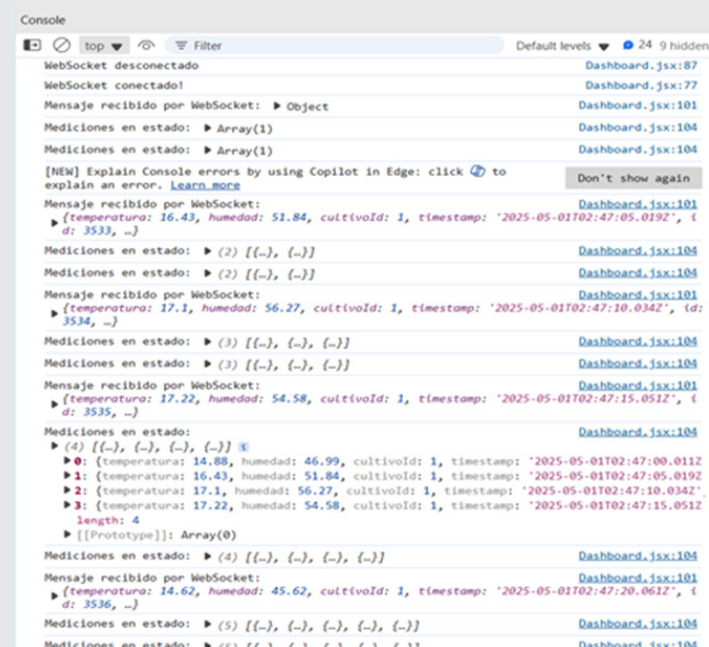 Console
top ▼ Filter Default levels ▼ 24 9 hidden
WebSocket desconectado Dashboard.jsx:87
WebSocket conectado! Dashboard.jsx:77
Mensaje recibido por WebSocket: ▶ Object Dashboard.jsx:101
Mediciones en estado: ▶ Array(1) Dashboard.jsx:104
Mediciones en estado: ▶ Array(1) Dashboard.jsx:104
[NEW] Explain Console errors by using Copilot in Edge: click to
explain an error. Learn more Don't show again
Mensaje recibido por WebSocket: Dashboard.jsx:101
▶ {temperatura: 16.43, humedad: 51.84, cultivoId: 1, timestamp: '2025-05-01T02:47:05.019Z', i
d: 3533, …}
Mediciones en estado: ▶ (2) [{…}, {…}] Dashboard.jsx:104
Mediciones en estado: ▶ (2) [{…}, {…}] Dashboard.jsx:104
Mensaje recibido por WebSocket: Dashboard.jsx:101
▶ {temperatura: 17.1, humedad: 56.27, cultivoId: 1, timestamp: '2025-05-01T02:47:10.034Z', id:
3534, …}
Mediciones en estado: ▶ (3) [{…}, {…}, {…}] Dashboard.jsx:104
Mediciones en estado: ▶ (3) [{…}, {…}, {…}] Dashboard.jsx:104
Mensaje recibido por WebSocket: Dashboard.jsx:101
▶ {temperatura: 17.22, humedad: 54.58, cultivoId: 1, timestamp: '2025-05-01T02:47:15.051Z', i
d: 3535, …}
Mediciones en estado: Dashboard.jsx:104
▶ (4) [{…}, {…}, {…}, {…}] i
▶ 0: {temperatura: 14.88, humedad: 46.99, cultivoId: 1, timestamp: '2025-05-01T02:47:00.011Z
▶ 1: {temperatura: 16.43, humedad: 51.84, cultivoId: 1, timestamp: '2025-05-01T02:47:05.019Z
▶ 2: {temperatura: 17.1, humedad: 56.27, cultivoId: 1, timestamp: '2025-05-01T02:47:10.034Z'
▶ 3: {temperatura: 17.22, humedad: 54.58, cultivoId: 1, timestamp: '2025-05-01T02:47:15.051Z
length: 4
▶ [[Prototype]]: Array(0)
Mediciones en estado: ▶ (4) [{…}, {…}, {…}, {…}] Dashboard.jsx:104
Mensaje recibido por WebSocket: Dashboard.jsx:101
▶ {temperatura: 14.62, humedad: 45.62, cultivoId: 1, timestamp: '2025-05-01T02:47:20.061Z', i
d: 3536, …}
Mediciones en estado: ▶ (5) [{…}, {…}, {…}, {…}, {…}] Dashboard.jsx:104
Mediciones en estado: Dashboard.jsx:104